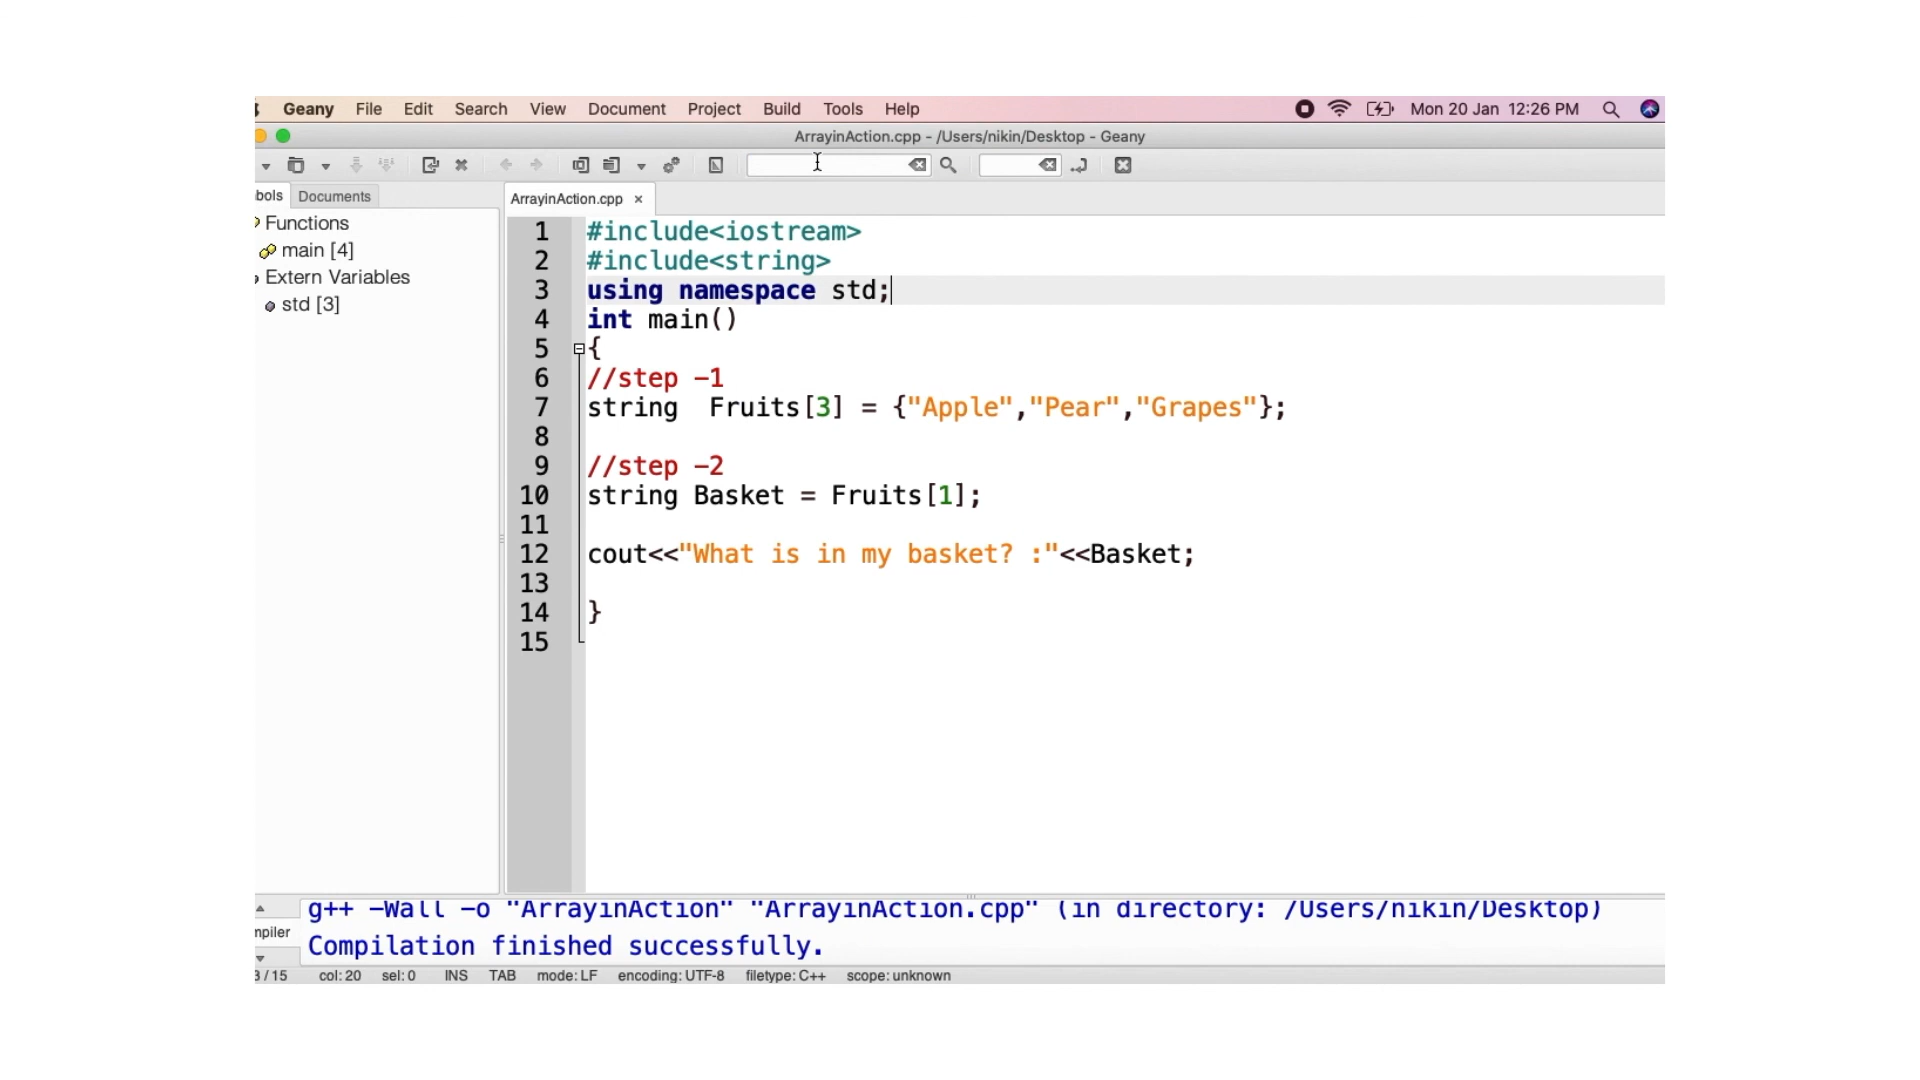 Geany File Edit Search View Document Project Build Tools Help Mon 20 Jan 12:26 PM
ArrayinAction.cpp - /Users/nikin/Desktop - Geany
bols Documents ArrayinAction.cpp
Functions
main [4]
Extern Variables
std [3]
1 #include<iostream>
2 #include<string>
3 using namespace std;
4 int main()
5 {
6 //step -1
7 string  Fruits[3] = {"Apple","Pear","Grapes"};
8
9 //step -2
10 string Basket = Fruits[1];
11
12 cout<<"What is in my basket? :"<<Basket;
13
14 }
15
g++ -Wall -o "ArrayinAction" "ArrayinAction.cpp" (in directory: /Users/nikin/Desktop)
mpiler
Compilation finished successfully.
3/15 col: 20 sel: 0 INS TAB mode: LF encoding: UTF-8 filetype: C++ scope: unknown